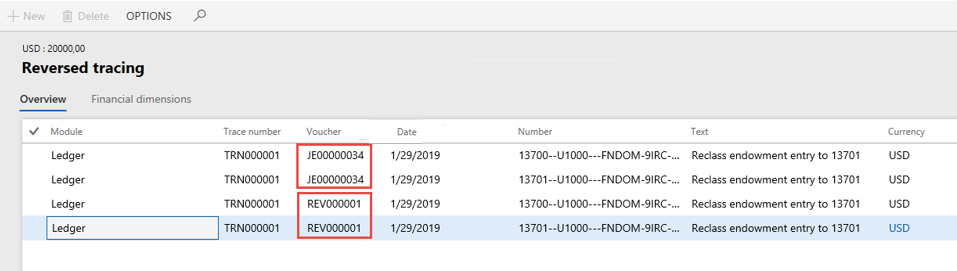 New Delete OPTIONS
USD : 20000,00
Reversed tracing
Overview Financial dimensions
Module Trace number Voucher Date Number Text Currency
Ledger TRN000001 JE00000034 1/29/2019 13700--U1000---FNDOM-9IRC-... Reclass endowment entry to 13701 USD
Ledger TRN000001 JE00000034 1/29/2019 13701--U1000---FNDOM-9IRC-... Reclass endowment entry to 13701 USD
Ledger TRN000001 REV000001 1/29/2019 13700--U1000---FNDOM-9IRC-... Reclass endowment entry to 13701 USD
Ledger TRN000001 REV000001 1/29/2019 13701--U1000---FNDOM-9IRC-... Reclass endowment entry to 13701 USD